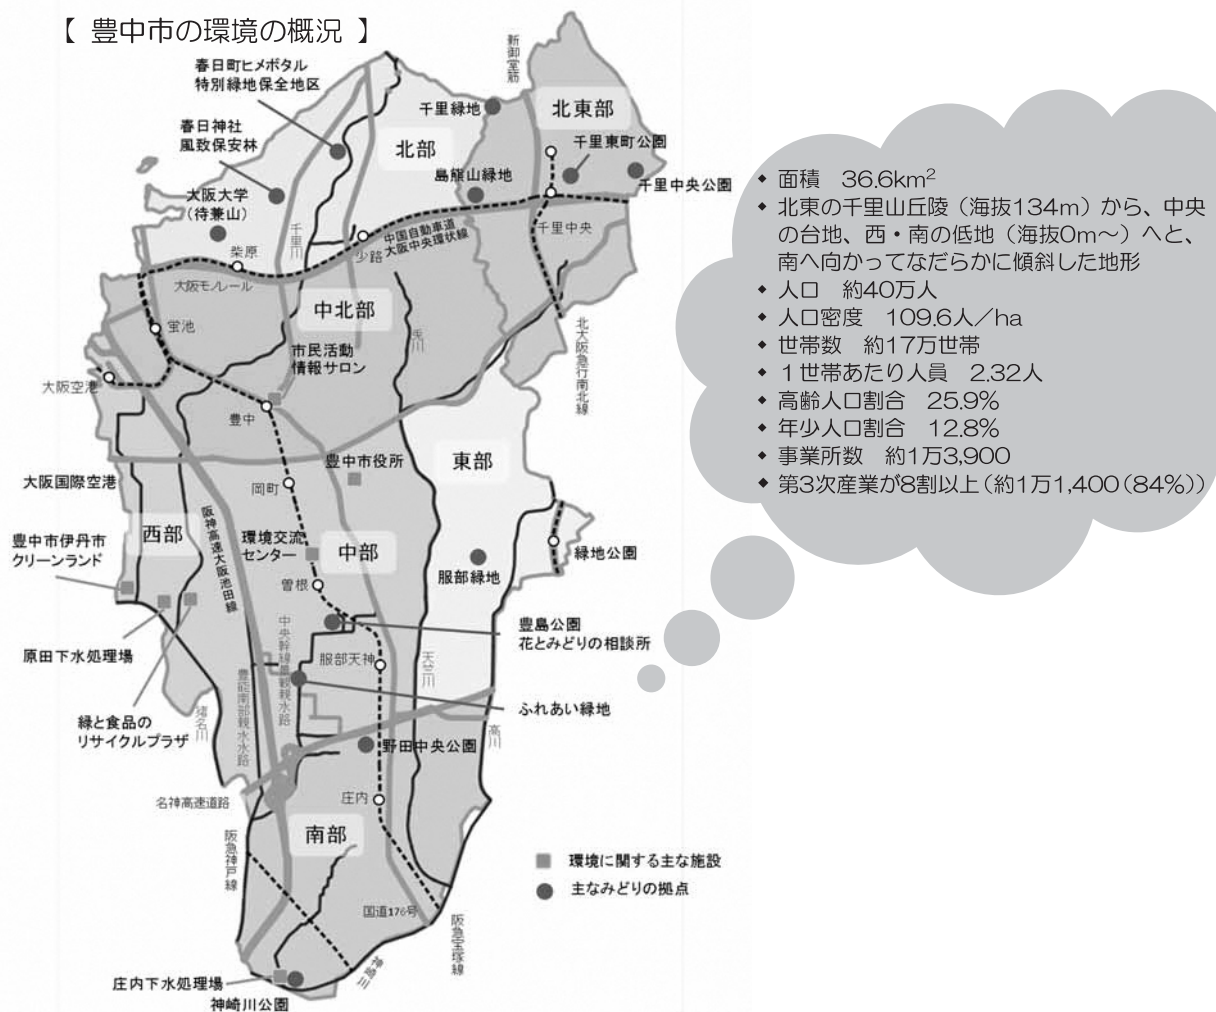 【 豊中市の環境の概況 】
春日町ヒメボタル
特別緑地保全地区
春日神社
風致保安林
大阪大学
（待兼山）
新御堂筋
千里緑地
北東部
北部
千里東町公園
島熊山緑地
千里中央公園
千里川
中国自動車道
大阪中央環状線
千里中央
柴原
少路
大阪モノレール
中北部
蛍池
兎川
北大阪急行南北線
市民活動
情報サロン
大阪空港
豊中
豊中市役所
東部
大阪国際空港
岡町
西部
阪神高速大阪池田線
環境交流
センター
中部
豊中市伊丹市
クリーンランド
緑地公園
服部緑地
曽根
豊島公園
花とみどりの相談所
原田下水処理場
中央幹線景観親水路
服部天神
天竺川
豊能南部親水水路
ふれあい緑地
緑と食品の
リサイクルプラザ
猪名川
高川
野田中央公園
名神高速道路
庄内
南部
阪急神戸線
環境に関する主な施設
主なみどりの拠点
国道176号
阪急宝塚線
神崎川
庄内下水処理場
神崎川公園
◆ 面積　36.6km²
◆ 北東の千里山丘陵（海抜134m）から、中央
の台地、西・南の低地（海抜0m～）へと、
南へ向かってなだらかに傾斜した地形
◆ 人口　約40万人
◆ 人口密度　109.6人／ha
◆ 世帯数　約17万世帯
◆ １世帯あたり人員　2.32人
◆ 高齢人口割合　25.9%
◆ 年少人口割合　12.8%
◆ 事業所数　約1万3,900
◆ 第3次産業が8割以上（約1万1,400（84%））